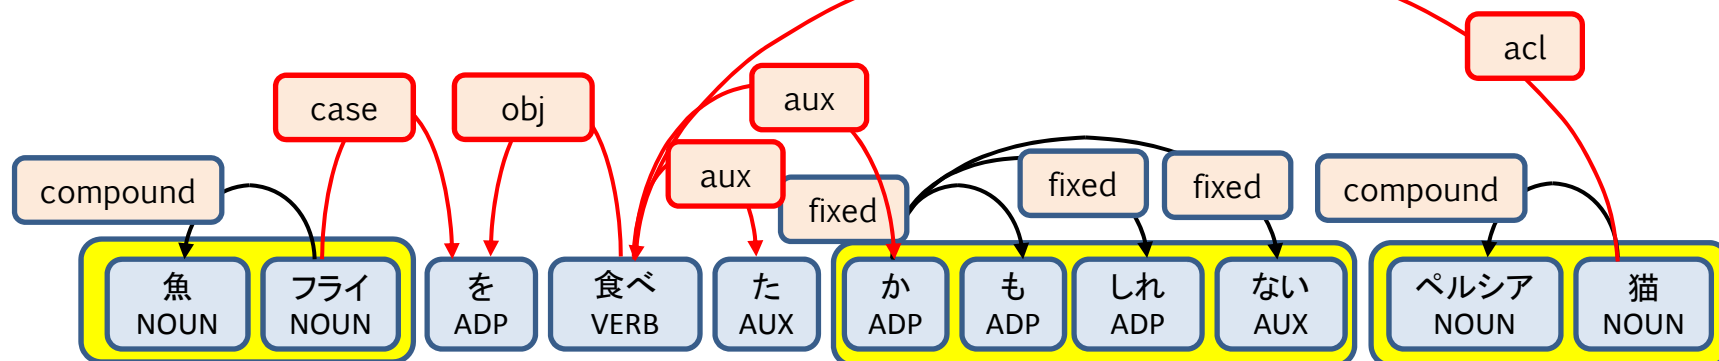 acl
case
obj
aux
aux
compound
fixed
fixed
fixed
compound
魚 フライ を 食べ た か も しれ ない ペルシア 猫
NOUN NOUN ADP VERB AUX ADP ADP ADP AUX NOUN NOUN